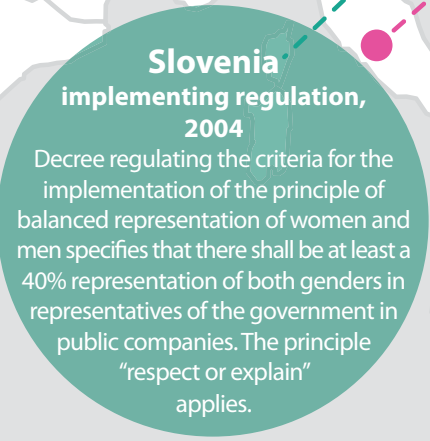 Slovenia
implementing regulation,
2004
Decree regulating the criteria for the
implementation of the principle of
balanced representation of women and
men specifies that there shall be at least a
40% representation of both genders in
representatives of the government in
public companies. The principle
“respect or explain”
applies.